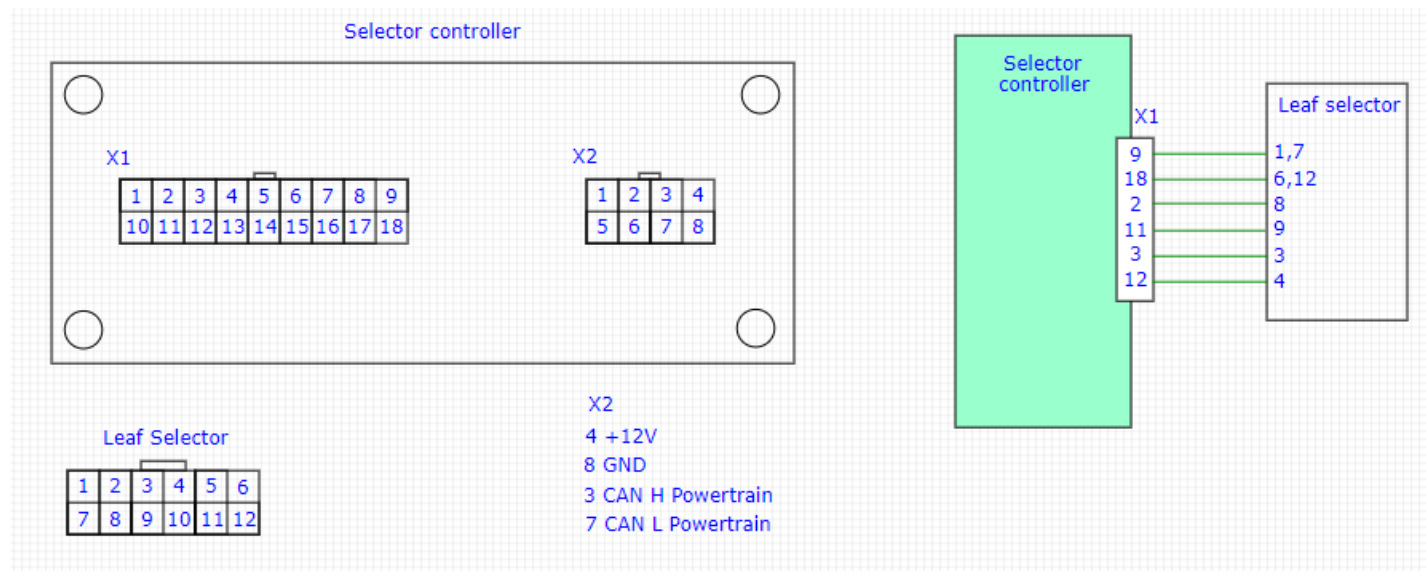 Selector controller
X1
X2
1 2 3 4 5 6 7 8 9
10 11 12 13 14 15 16 17 18
1 2 3 4
5 6 7 8
Leaf Selector
1 2 3 4 5 6
7 8 9 10 11 12
X2
4 +12V
8 GND
3 CAN H Powertrain
7 CAN L Powertrain
Selector
controller
X1
9
18
2
11
3
12
Leaf selector
1,7
6,12
8
9
3
4